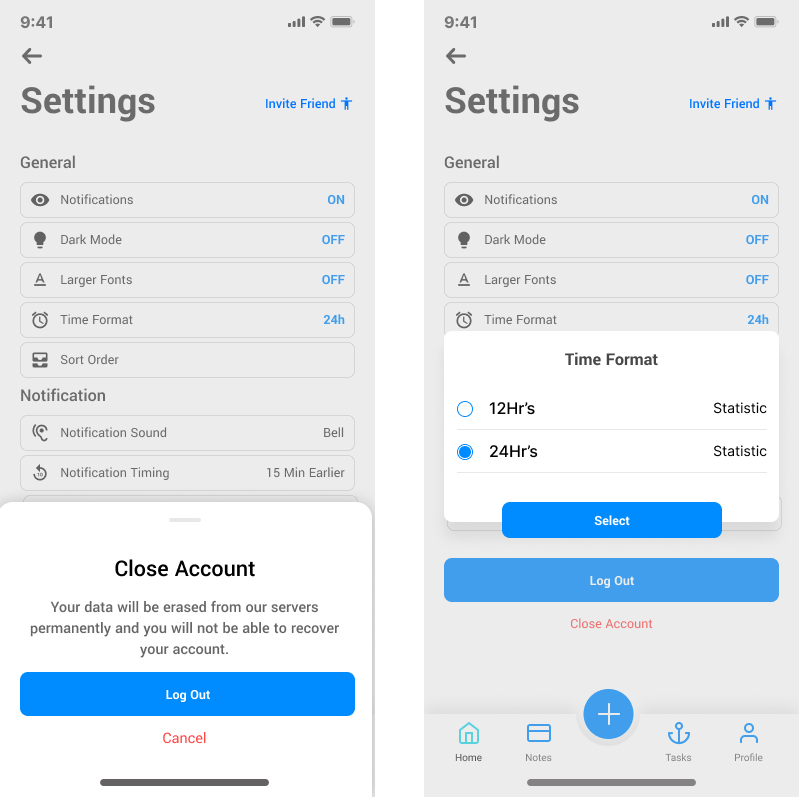 9:41
Settings
Invite Friend
General
Notifications ON
Dark Mode OFF
Larger Fonts OFF
Time Format 24h
Sort Order
Notification
Notification Sound Bell
Notification Timing 15 Min Earlier
Close Account
Your data will be erased from our servers
permanently and you will not be able to recover
your account.
Log Out
Cancel
9:41
Settings
Invite Friend
General
Notifications ON
Dark Mode OFF
Larger Fonts OFF
Time Format 24h
Time Format
12Hr's Statistic
24Hr's Statistic
Select
Log Out
Close Account
Home
Notes
Tasks
Profile